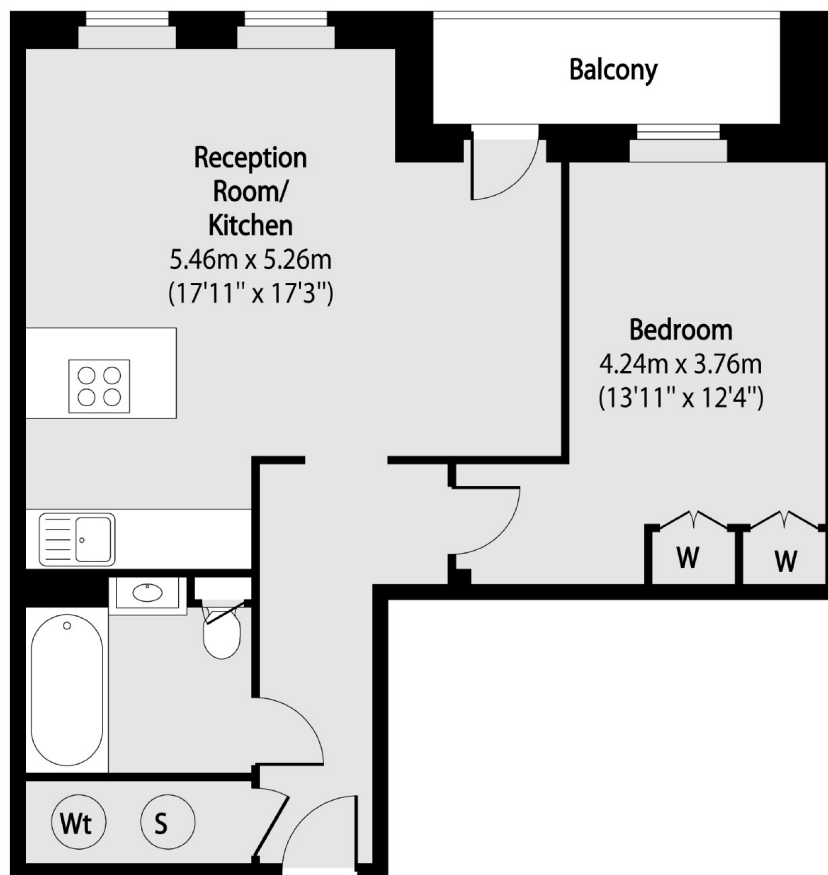 Balcony
Reception
Room/
Kitchen
5.46m x 5.26m
(17'11" x 17'3")
Bedroom
4.24m x 3.76m
(13'11" x 12'4")
W
W
Wt
S